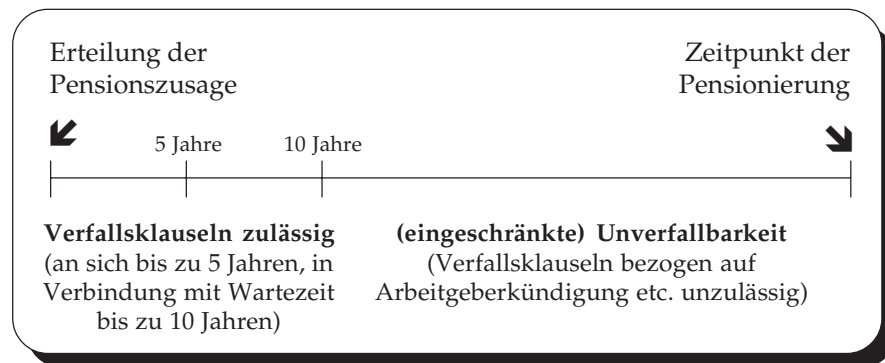 Erteilung der
Pensionszusage
Zeitpunkt der
Pensionierung
5 Jahre
10 Jahre
Verfallsklauseln zulässig
(an sich bis zu 5 Jahren, in
Verbindung mit Wartezeit
bis zu 10 Jahren)
(eingeschränkte) Unverfallbarkeit
(Verfallsklauseln bezogen auf
Arbeitgeberkündigung etc. unzulässig)